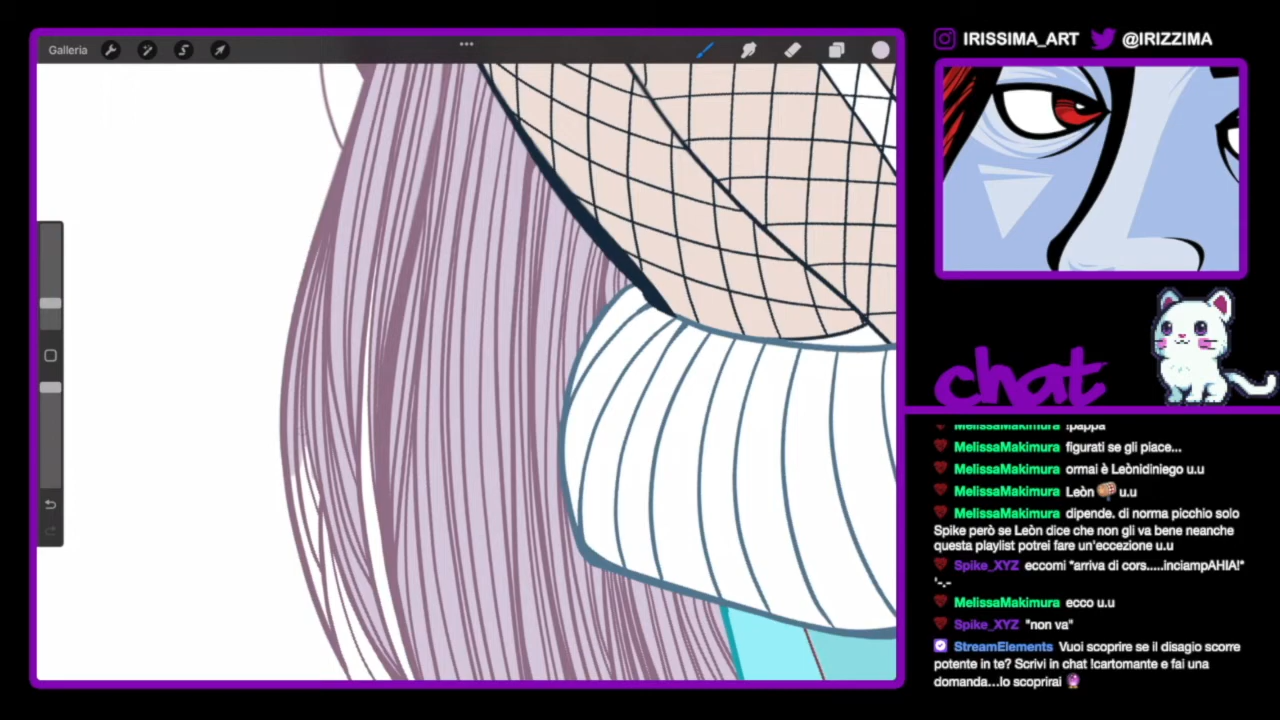 Galleria
IRISSIMA_ART @IRIZZIMA
chat
MelissaMakimura !pappa
MelissaMakimura figurati se gli piace...
MelissaMakimura ormai è Leònidiniego u.u
MelissaMakimura Leòn u.u
MelissaMakimura dipende. di norma picchio solo
Spike però se Leòn dice che non gli va bene neanche
questa playlist potrei fare un'eccezione u.u
Spike_XYZ eccomi *arriva di cors.....inciampAHIA!*
'-.-
MelissaMakimura ecco u.u
Spike_XYZ "non va"
StreamElements Vuoi scoprire se il disagio scorre
potente in te? Scrivi in chat !cartomante e fai una
domanda...lo scoprirai